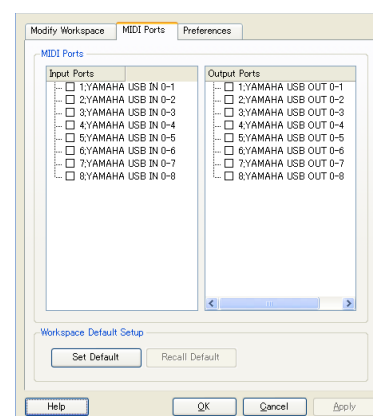 Modify Workspace MIDI Ports Preferences
MIDI Ports
Input Ports
1;YAMAHA USB IN 0-1
2;YAMAHA USB IN 0-2
3;YAMAHA USB IN 0-3
4;YAMAHA USB IN 0-4
5;YAMAHA USB IN 0-5
6;YAMAHA USB IN 0-6
7;YAMAHA USB IN 0-7
8;YAMAHA USB IN 0-8
Output Ports
1;YAMAHA USB OUT 0-1
2;YAMAHA USB OUT 0-2
3;YAMAHA USB OUT 0-3
4;YAMAHA USB OUT 0-4
5;YAMAHA USB OUT 0-5
6;YAMAHA USB OUT 0-6
7;YAMAHA USB OUT 0-7
8;YAMAHA USB OUT 0-8
Workspace Default Setup
Set Default Recall Default
Help OK Cancel Apply